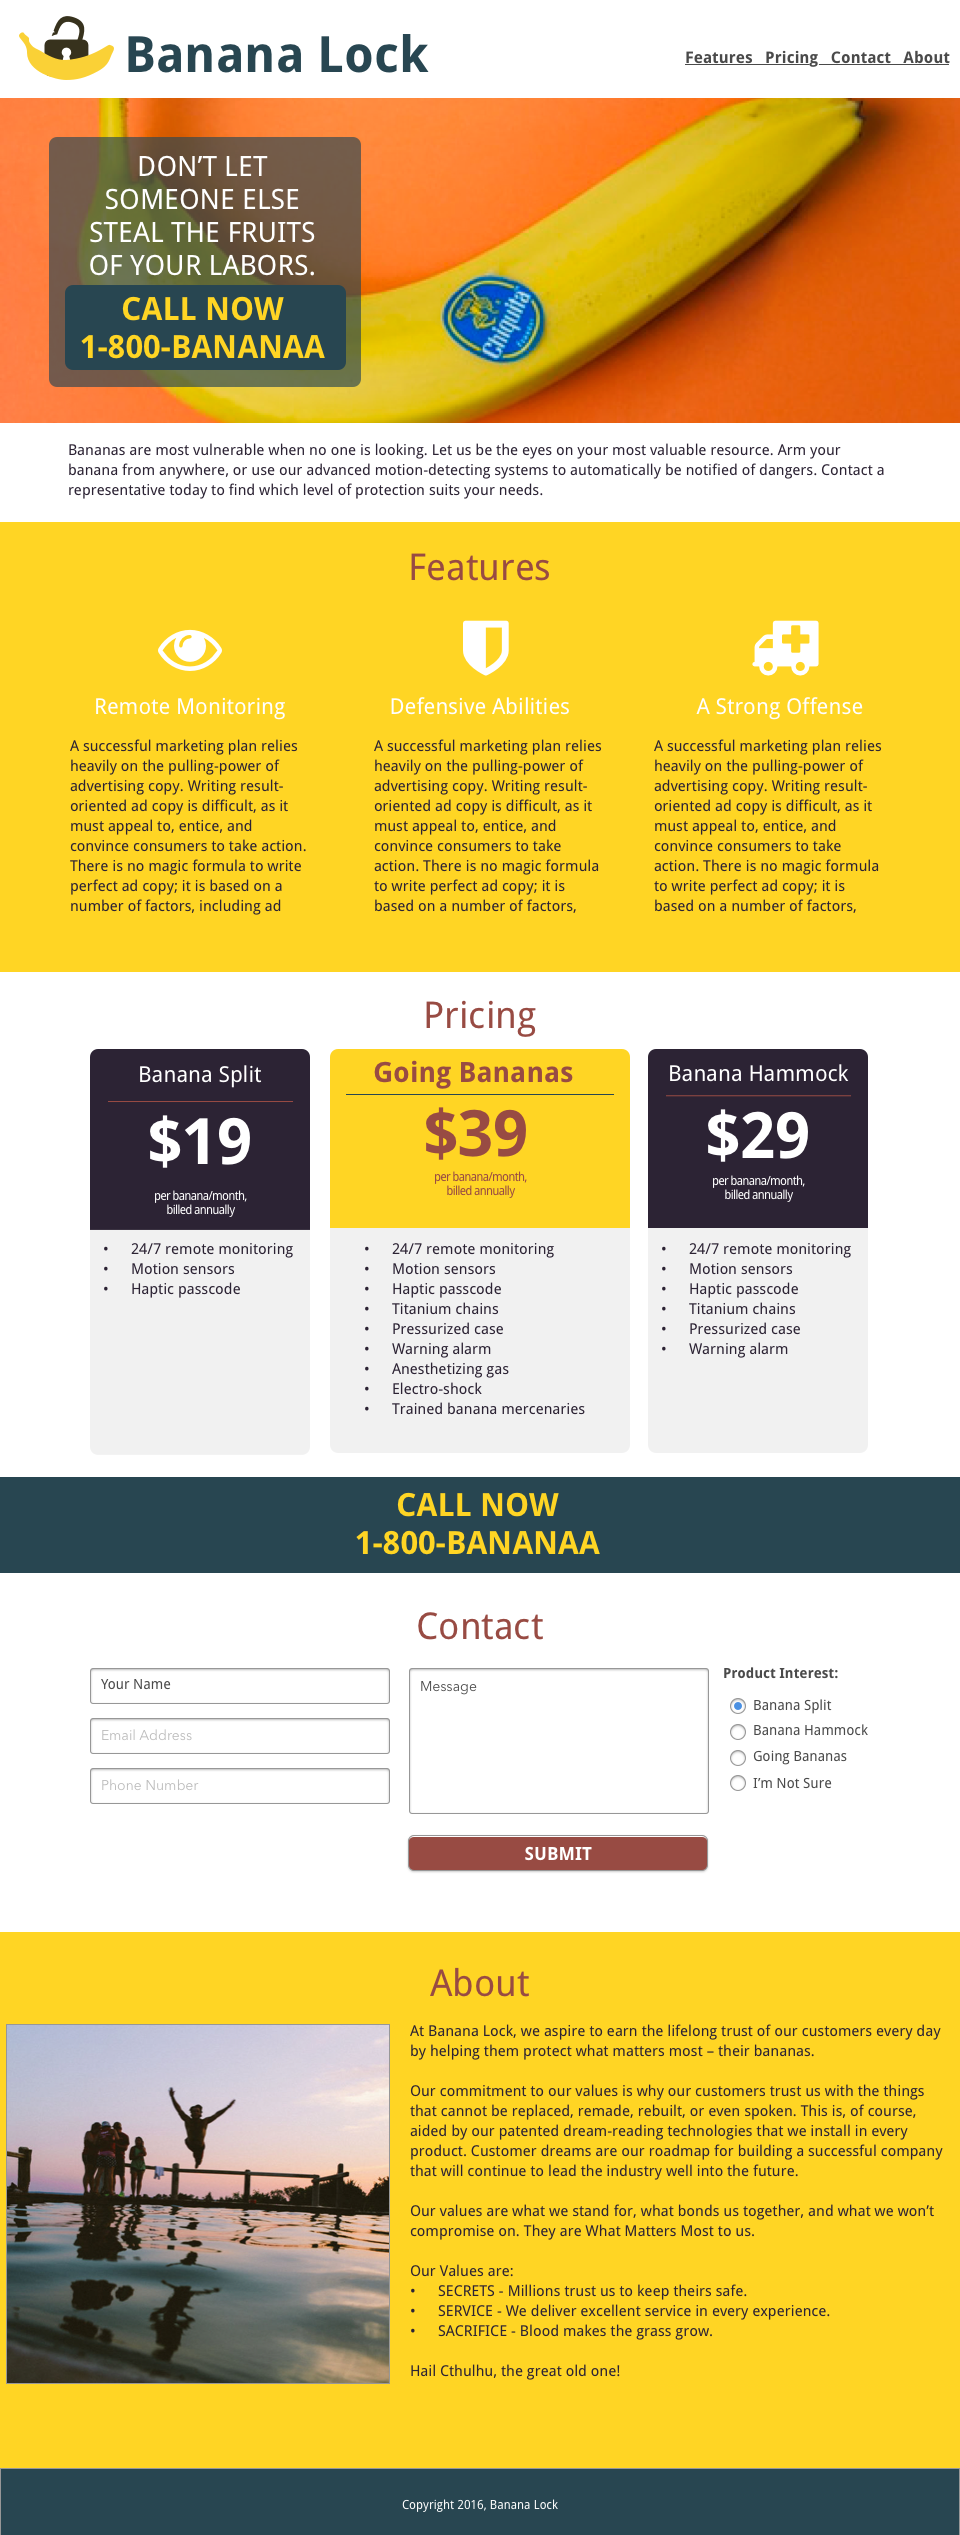 Banana Lock
Features Pricing Contact About
DON'T LET
SOMEONE ELSE
STEAL THE FRUITS
OF YOUR LABORS.
CALL NOW
1-800-BANANAA
Chiquita
Bananas are most vulnerable when no one is looking. Let us be the eyes on your most valuable resource. Arm your
banana from anywhere, or use our advanced motion-detecting systems to automatically be notified of dangers. Contact a
representative today to find which level of protection suits your needs.
Features
Remote Monitoring
A successful marketing plan relies
heavily on the pulling-power of
advertising copy. Writing result-
oriented ad copy is difficult, as it
must appeal to, entice, and
convince consumers to take action.
There is no magic formula to write
perfect ad copy; it is based on a
number of factors, including ad
Defensive Abilities
A successful marketing plan relies
heavily on the pulling-power of
advertising copy. Writing result-
oriented ad copy is difficult, as it
must appeal to, entice, and
convince consumers to take
action. There is no magic formula
to write perfect ad copy; it is
based on a number of factors,
A Strong Offense
A successful marketing plan relies
heavily on the pulling-power of
advertising copy. Writing result-
oriented ad copy is difficult, as it
must appeal to, entice, and
convince consumers to take
action. There is no magic formula
to write perfect ad copy; it is
based on a number of factors,
Pricing
Banana Split
$19
per banana/month,
billed annually
• 24/7 remote monitoring
• Motion sensors
• Haptic passcode
Going Bananas
$39
per banana/month,
billed annually
• 24/7 remote monitoring
• Motion sensors
• Haptic passcode
• Titanium chains
• Pressurized case
• Warning alarm
• Anesthetizing gas
• Electro-shock
• Trained banana mercenaries
Banana Hammock
$29
per banana/month,
billed annually
• 24/7 remote monitoring
• Motion sensors
• Haptic passcode
• Titanium chains
• Pressurized case
• Warning alarm
CALL NOW
1-800-BANANAA
Contact
Your Name
Email Address
Phone Number
Message
SUBMIT
Product Interest:
Banana Split
Banana Hammock
Going Bananas
I'm Not Sure
About
At Banana Lock, we aspire to earn the lifelong trust of our customers every day
by helping them protect what matters most – their bananas.
Our commitment to our values is why our customers trust us with the things
that cannot be replaced, remade, rebuilt, or even spoken. This is, of course,
aided by our patented dream-reading technologies that we install in every
product. Customer dreams are our roadmap for building a successful company
that will continue to lead the industry well into the future.
Our values are what we stand for, what bonds us together, and what we won't
compromise on. They are What Matters Most to us.
Our Values are:
• SECRETS - Millions trust us to keep theirs safe.
• SERVICE - We deliver excellent service in every experience.
• SACRIFICE - Blood makes the grass grow.
Hail Cthulhu, the great old one!
Copyright 2016, Banana Lock